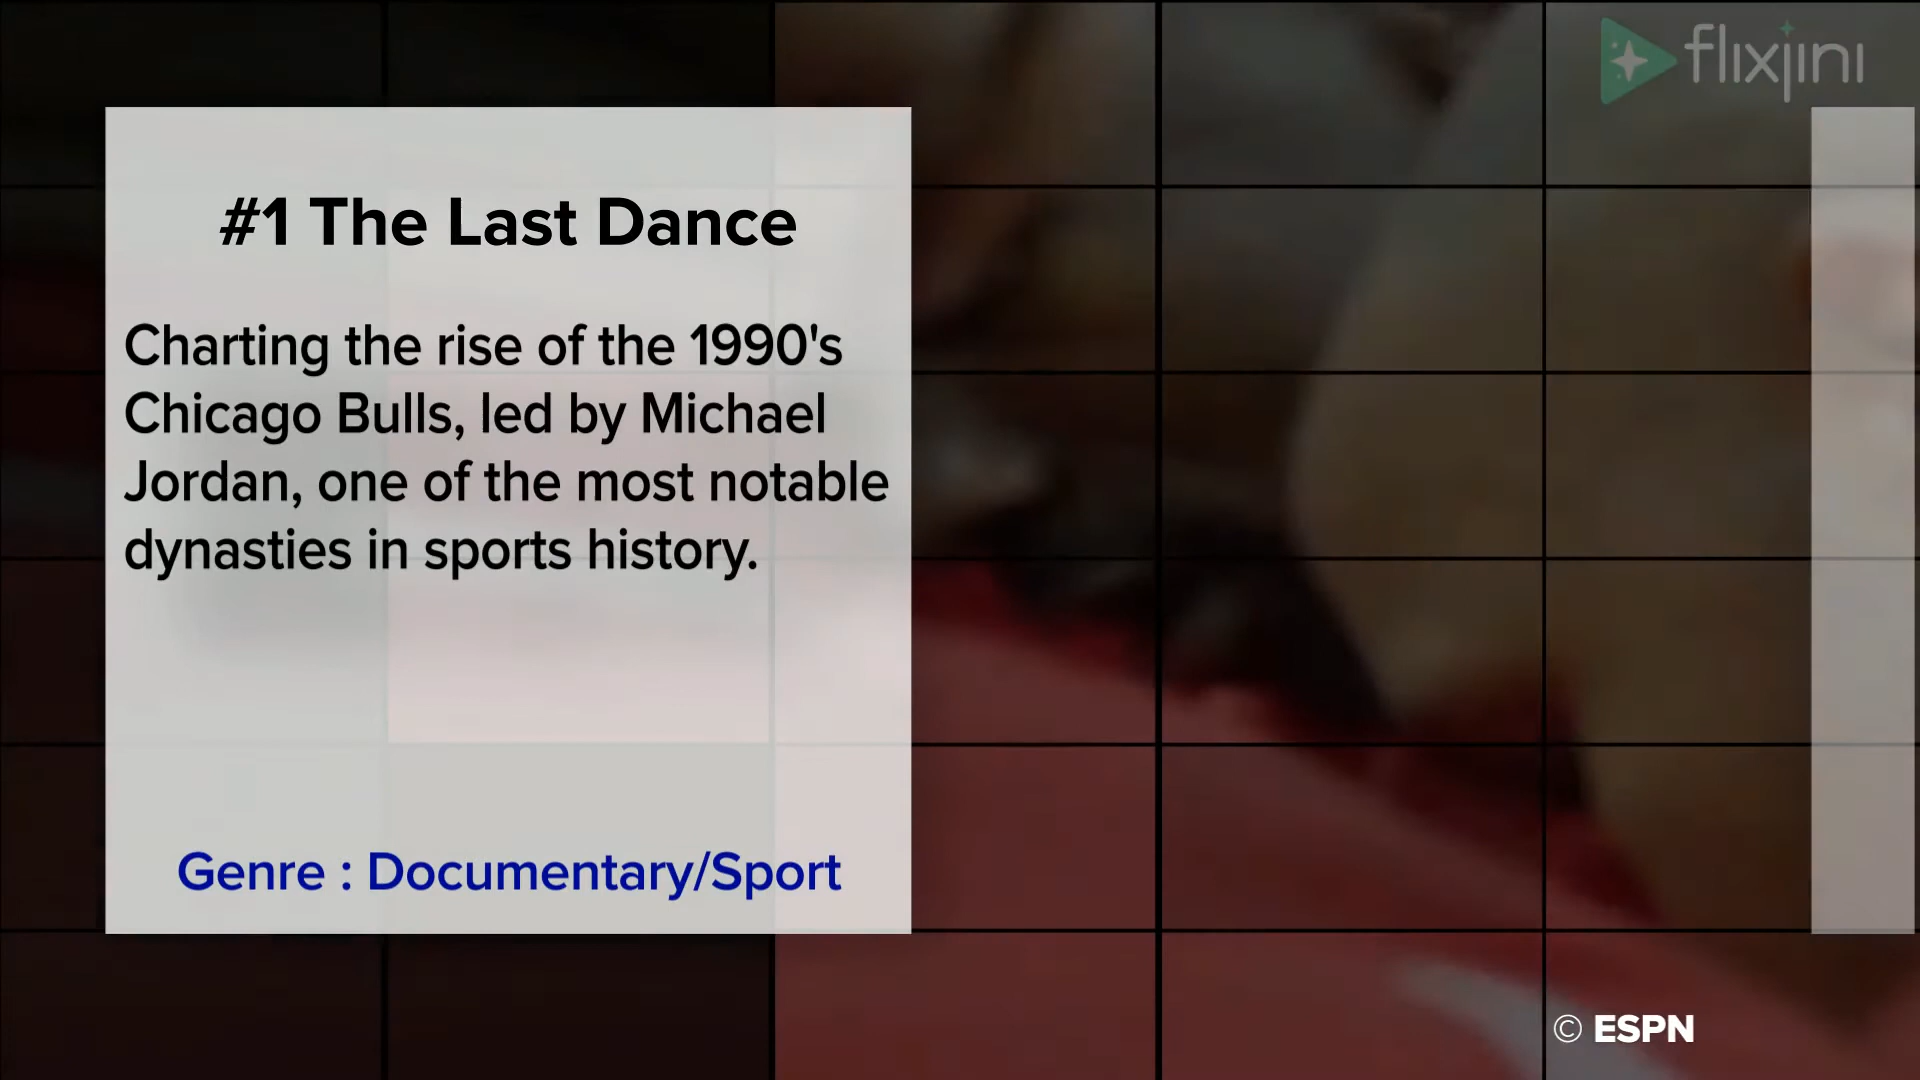 flixjini
#1 The Last Dance
Charting the rise of the 1990's
Chicago Bulls, led by Michael
Jordan, one of the most notable
dynasties in sports history.
Genre : Documentary/Sport
© ESPN